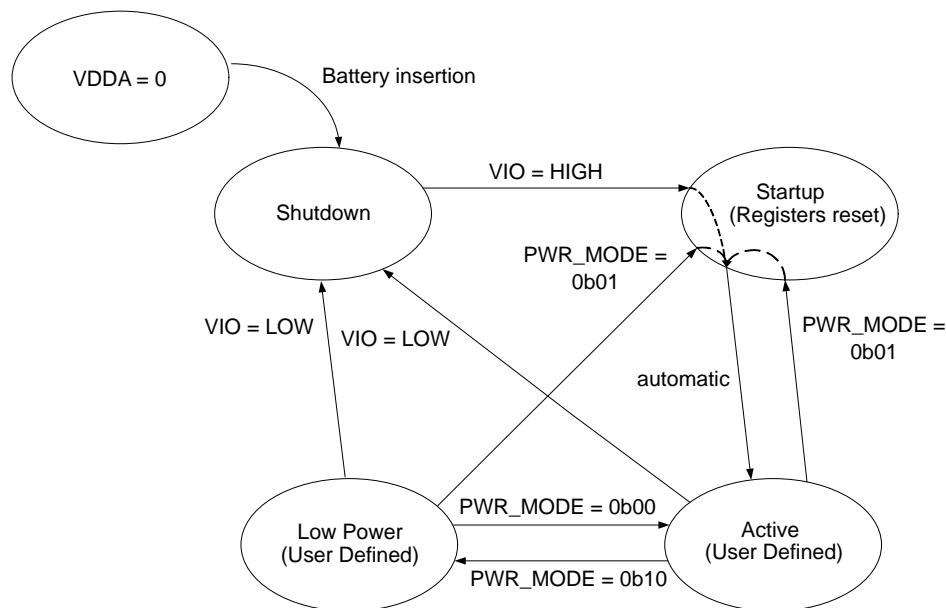 VDDA = 0
Battery insertion
VIO = HIGH
Shutdown
Startup
(Registers reset)
PWR_MODE =
0b01
VIO = LOW
VIO = LOW
PWR_MODE =
0b01
automatic
PWR_MODE = 0b00
Low Power
(User Defined)
Active
(User Defined)
PWR_MODE = 0b10